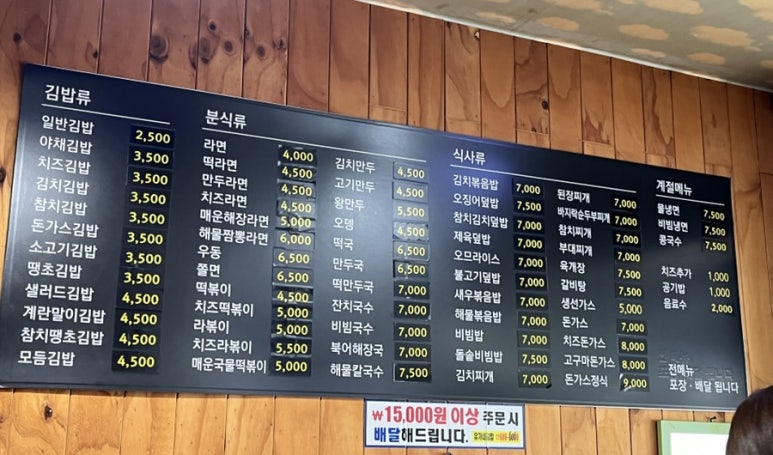 김밥류
일반김밥 2,500
야채김밥 3,500
치즈김밥 3,500
김치김밥 3,500
참치김밥 3,500
돈가스김밥 3,500
소고기김밥 3,500
땡초김밥 3,500
샐러드김밥 4,500
계란말이김밥 4,500
참치땡초김밥 4,500
모듬김밥 4,500
분식류
라면 4,000
떡라면 4,500
만두라면 4,500
치즈라면 4,500
매운해장라면 5,000
해물짬뽕라면 6,000
우동 6,500
쫄면 6,500
떡볶이 4,500
치즈떡볶이 5,000
라볶이 5,000
치즈라볶이 5,500
매운국물떡볶이 5,000
김치만두 4,500
고기만두 4,500
왕만두 5,500
오뎅 4,500
떡국 6,500
만두국 6,500
떡만두국 7,000
잔치국수 7,000
비빔국수 7,000
북어해장국 7,000
해물칼국수 7,500
식사류
김치볶음밥 7,000
오징어덮밥 7,500
참치김치덮밥 7,000
제육덮밥 7,000
오므라이스 7,000
불고기덮밥 7,000
새우볶음밥 7,000
해물볶음밥 7,000
비빔밥 7,000
돌솥비빔밥 7,500
김치찌개 7,000
된장찌개 7,000
바지락순두부찌개 7,000
참치찌개 7,000
부대찌개 7,000
육개장 7,500
갈비탕 7,500
생선가스 5,000
돈가스 7,000
치즈돈가스 8,000
고구마돈가스 8,000
돈가스정식 9,000
계절메뉴
물냉면 7,500
비빔냉면 7,500
콩국수 7,500
치즈추가 1,000
공기밥 1,000
음료수 2,000
전메뉴
포장·배달 됩니다
₩15,000원 이상 주문시
배달해드립니다.